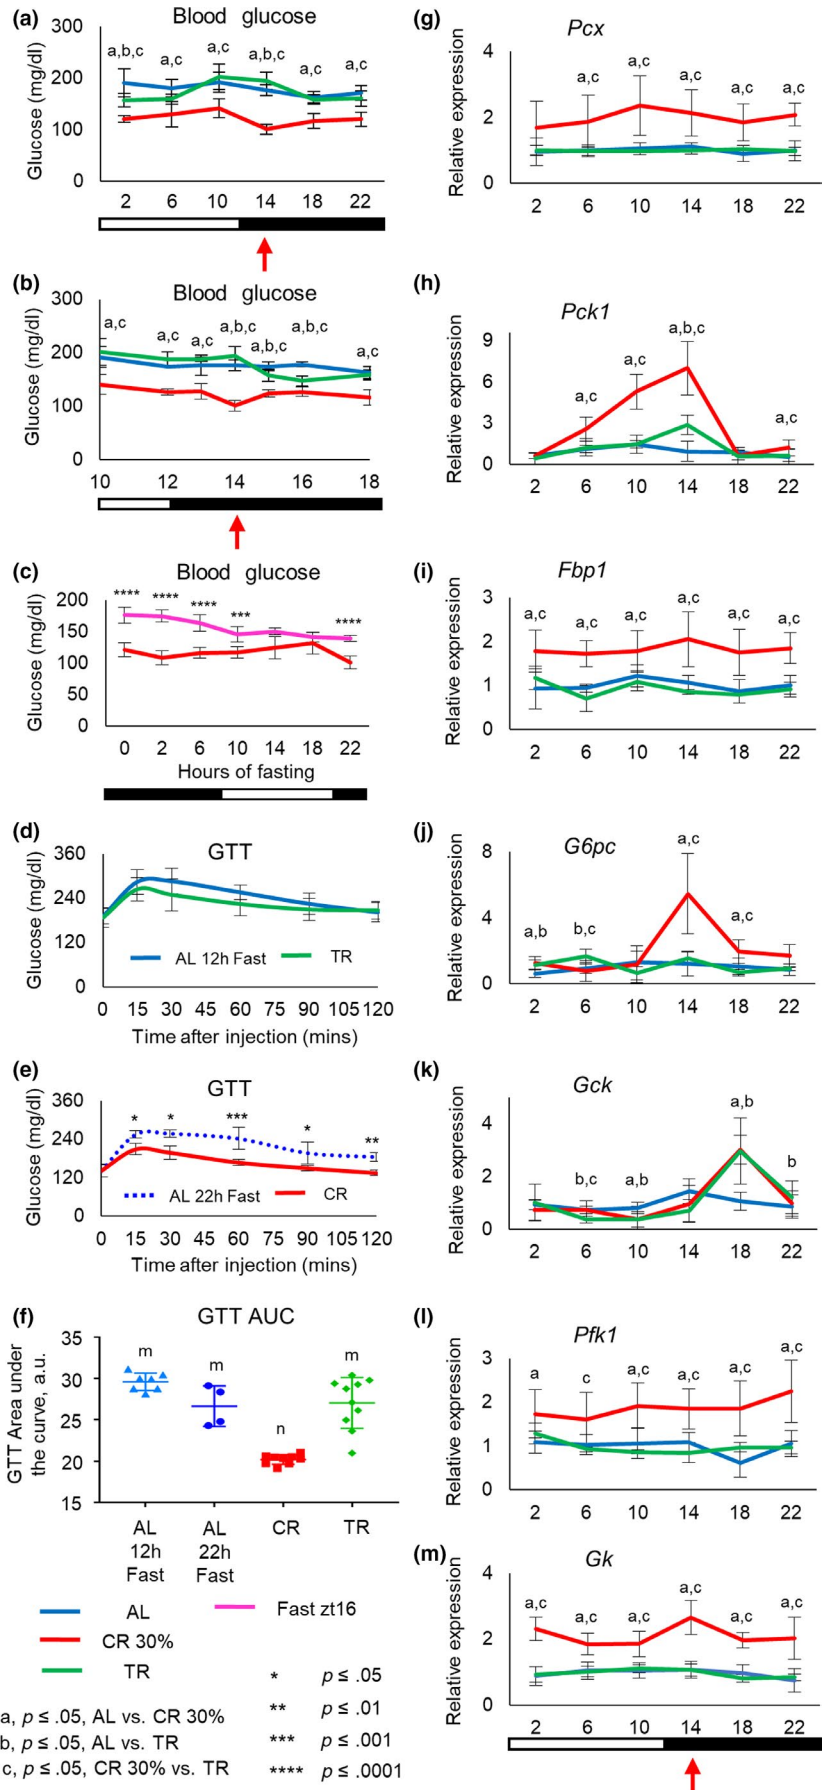 (a) Blood glucose
Glucose (mg/dl)
300
200
100
0
a,b,c a,c a,c a,b,c a,c a,c
2 6 10 14 18 22
(b) Blood glucose
Glucose (mg/dl)
300
200
100
0
a,c a,c a,c a,b,c a,b,c a,b,c a,c
10 12 14 16 18
(c) Blood glucose
Glucose (mg/dl)
200
150
100
50
0
**** **** **** *** ****
0 2 6 10 14 18 22
Hours of fasting
(d) GTT
Glucose (mg/dl)
360
240
120
0
AL 12h Fast TR
0 15 30 45 60 75 90 105 120
Time after injection (mins)
(e) GTT
Glucose (mg/dl)
360
240
120
0
* * *** * **
AL 22h Fast CR
0 15 30 45 60 75 90 105 120
Time after injection (mins)
(f) GTT AUC
GTT Area under
the curve, a.u.
35
30
25
20
15
m m n m
AL
12h
Fast
AL
22h
Fast
CR
TR
AL
CR 30%
TR
Fast zt16
a, p ≤ .05, AL vs. CR 30%
b, p ≤ .05, AL vs. TR
c, p ≤ .05, CR 30% vs. TR
* p ≤ .05
** p ≤ .01
*** p ≤ .001
**** p ≤ .0001
(g) Pcx
Relative expression
4
2
0
a,c a,c a,c a,c a,c
2 6 10 14 18 22
(h) Pck1
Relative expression
9
6
3
0
a,c a,c a,b,c a,c
2 6 10 14 18 22
(i) Fbp1
Relative expression
3
2
1
0
a,c a,c a,c a,c a,c a,c
2 6 10 14 18 22
(j) G6pc
Relative expression
8
4
0
a,b b,c a,c a,c
2 6 10 14 18 22
(k) Gck
Relative expression
4
2
0
b,c a,b a,b b
2 6 10 14 18 22
(l) Pfk1
Relative expression
3
2
1
0
a c a,c a,c a,c a,c
2 6 10 14 18 22
(m) Gk
Relative expression
4
2
0
a,c a,c a,c a,c a,c a,c
2 6 10 14 18 22